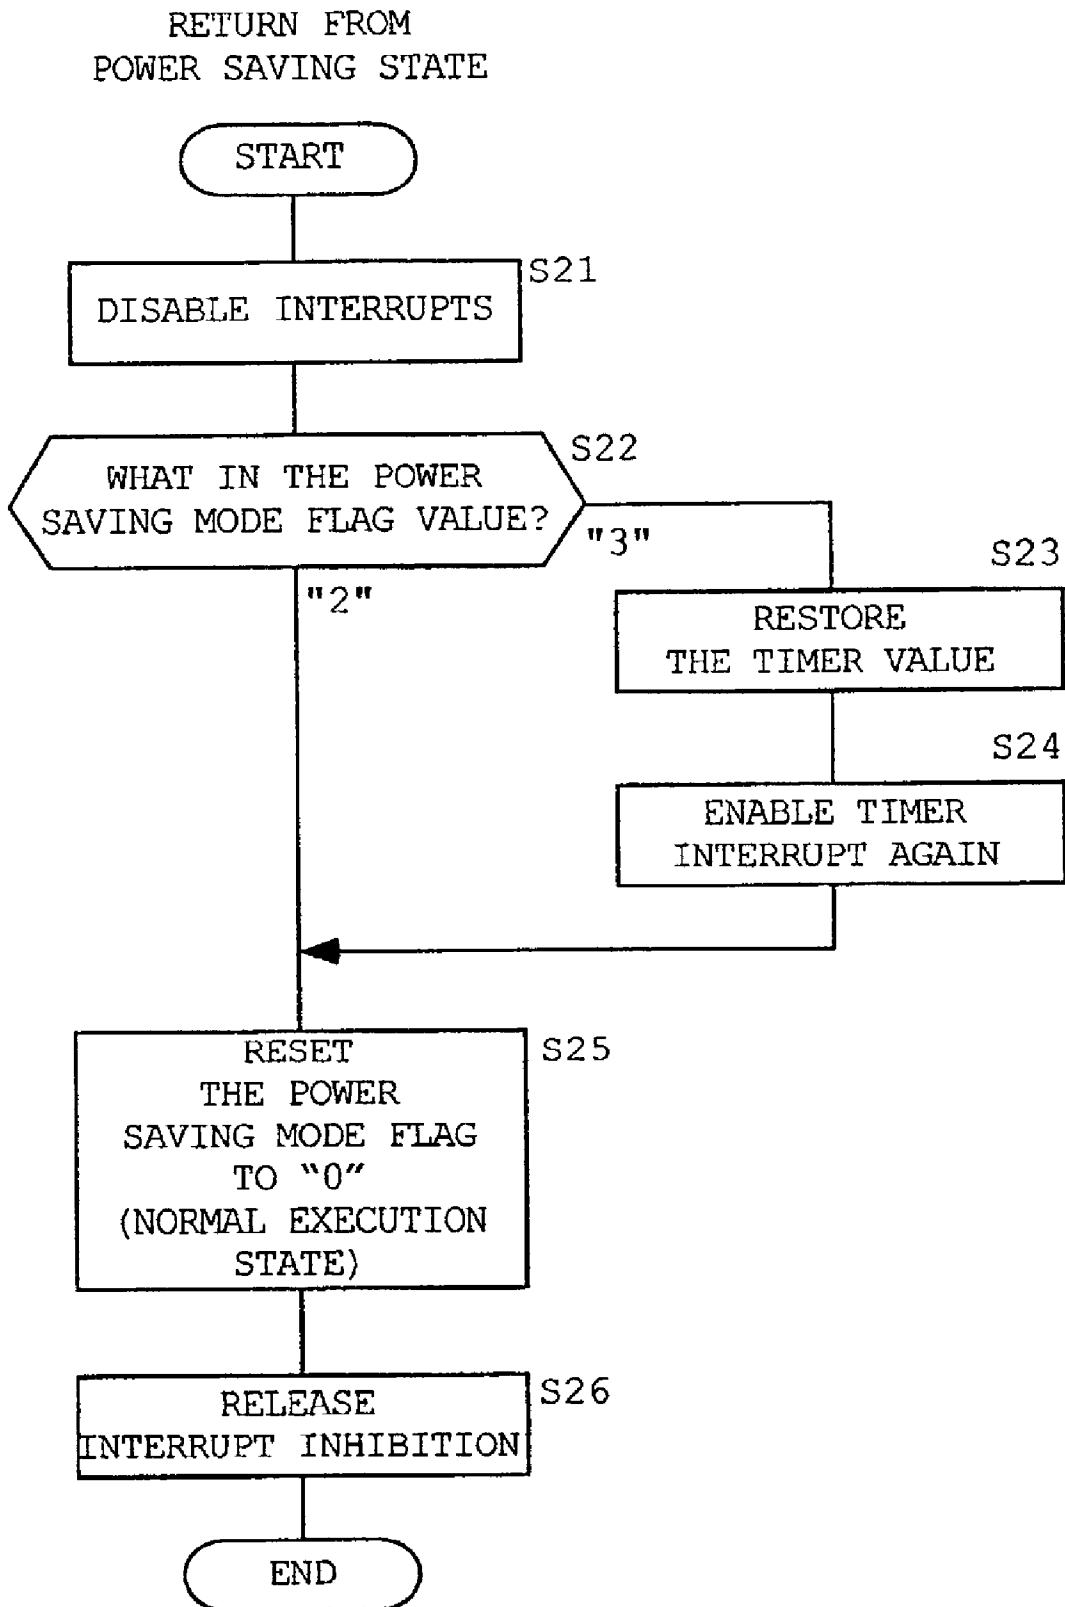 RETURN FROM
POWER SAVING STATE
START
S21
DISABLE INTERRUPTS
S22
WHAT IN THE POWER
SAVING MODE FLAG VALUE?
"3"
"2"
S23
RESTORE
THE TIMER VALUE
S24
ENABLE TIMER
INTERRUPT AGAIN
S25
RESET
THE POWER
SAVING MODE FLAG
TO “0”
(NORMAL EXECUTION
STATE)
S26
RELEASE
INTERRUPT INHIBITION
END